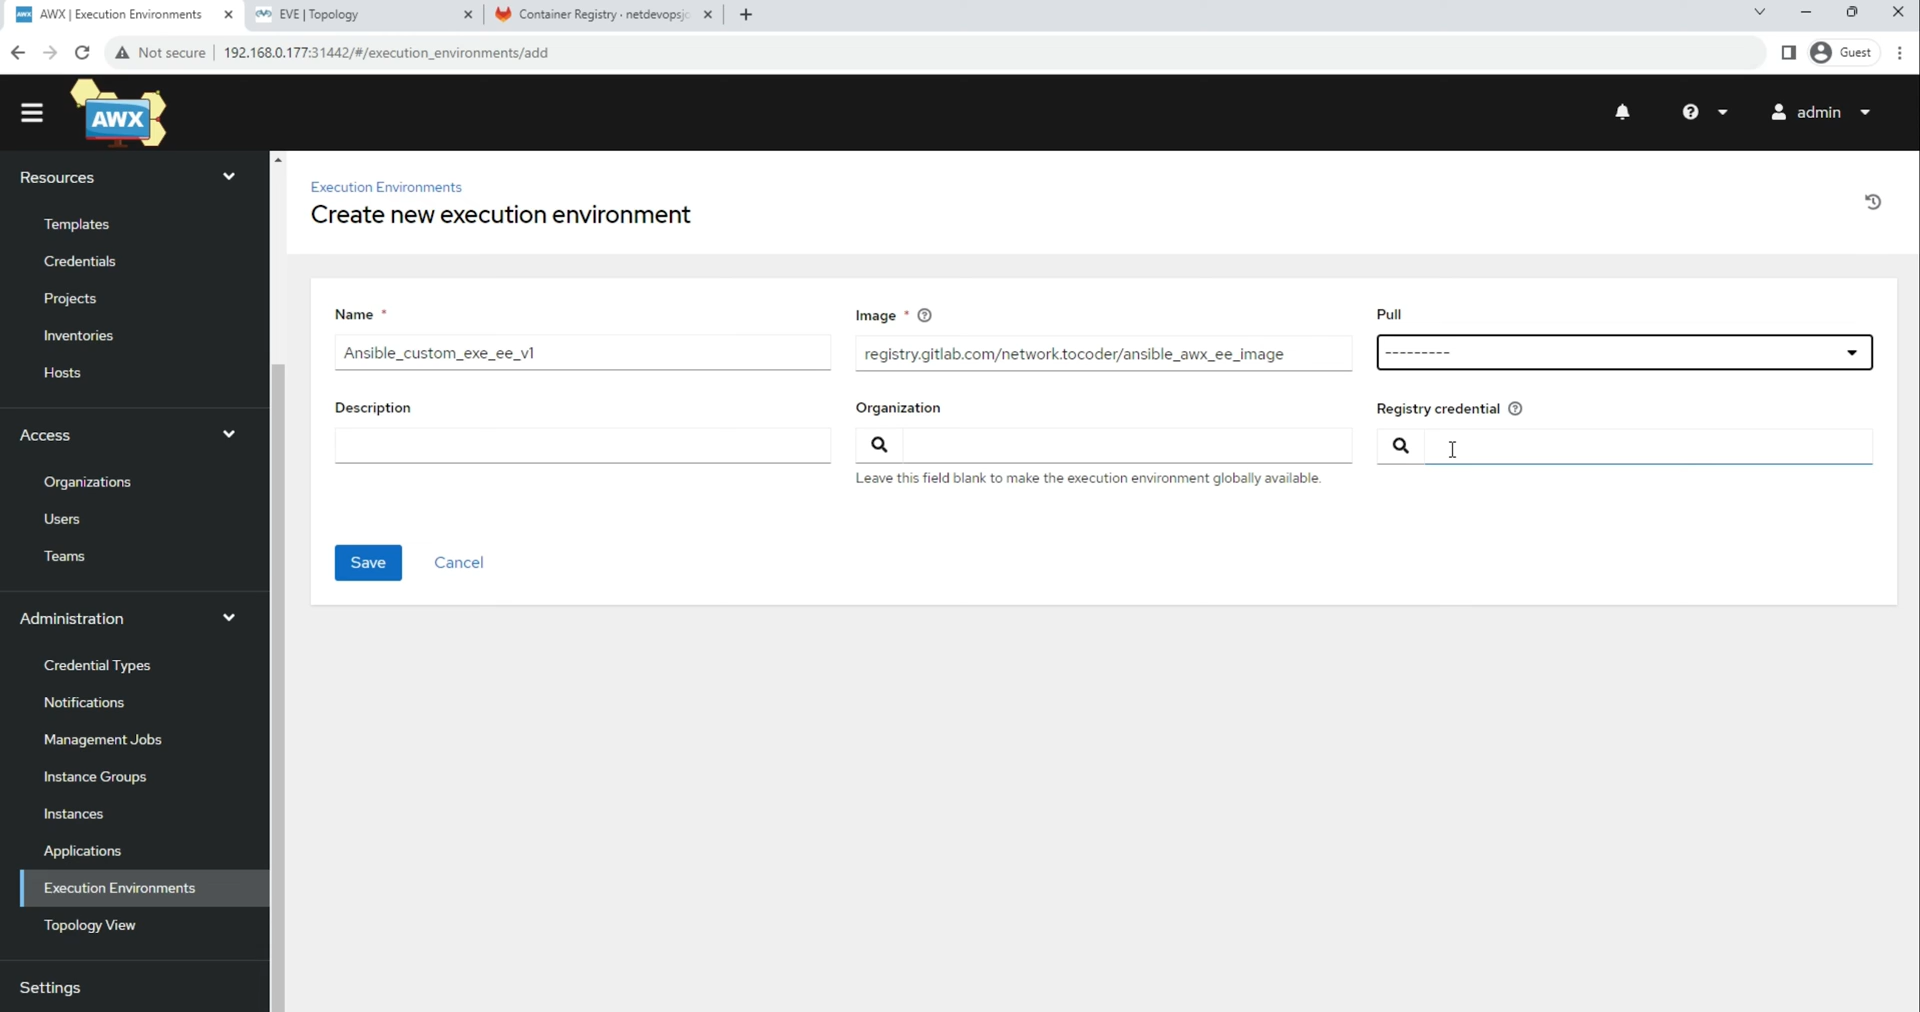 AWX | Execution Environments
EVE | Topology
Container Registry · netdevopsjo
Not secure
192.168.0.177:31442/#/execution_environments/add
Guest
AWX
admin
Resources
Templates
Credentials
Projects
Inventories
Hosts
Access
Organizations
Users
Teams
Administration
Credential Types
Notifications
Management Jobs
Instance Groups
Instances
Applications
Execution Environments
Topology View
Settings
Execution Environments
Create new execution environment
Name *
Ansible_custom_exe_ee_v1
Image *
registry.gitlab.com/network.tocoder/ansible_awx_ee_image
Pull
---------
Description
Organization
Leave this field blank to make the execution environment globally available.
Registry credential
Save
Cancel